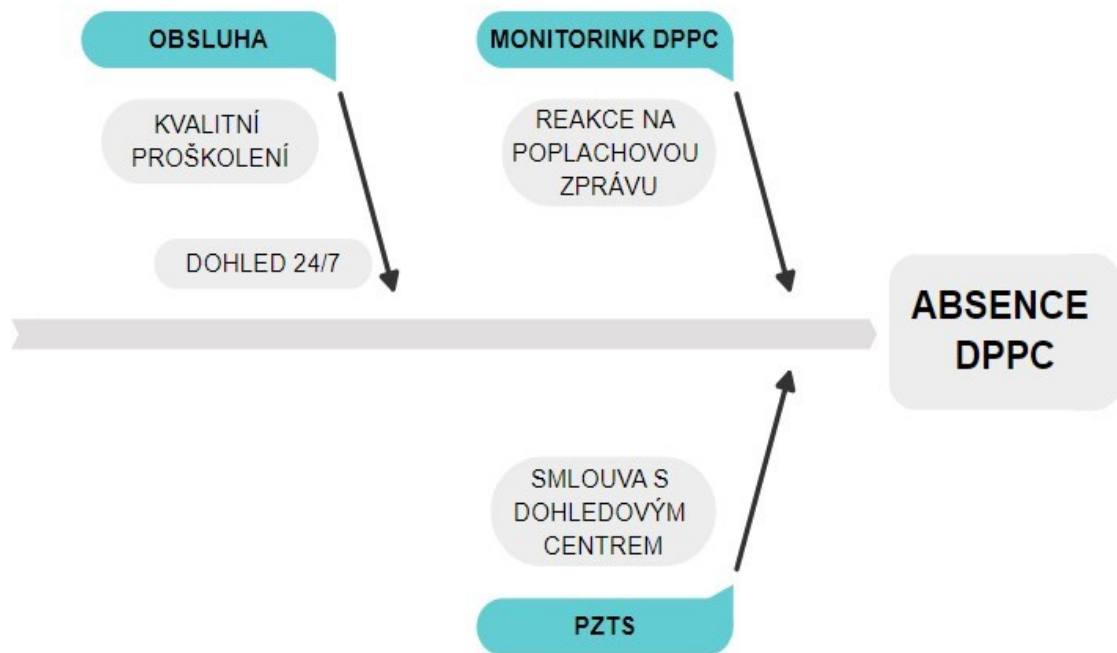 OBSLUHA
KVALITNÍ
PROŠKOLENÍ
DOHLED 24/7
MONITORINK DPPC
REAKCE NA
POPLACHOVOU
ZPRÁVU
ABSENCE
DPPC
SMLOUVA S
DOHLEDOVÝM
CENTREM
PZTS